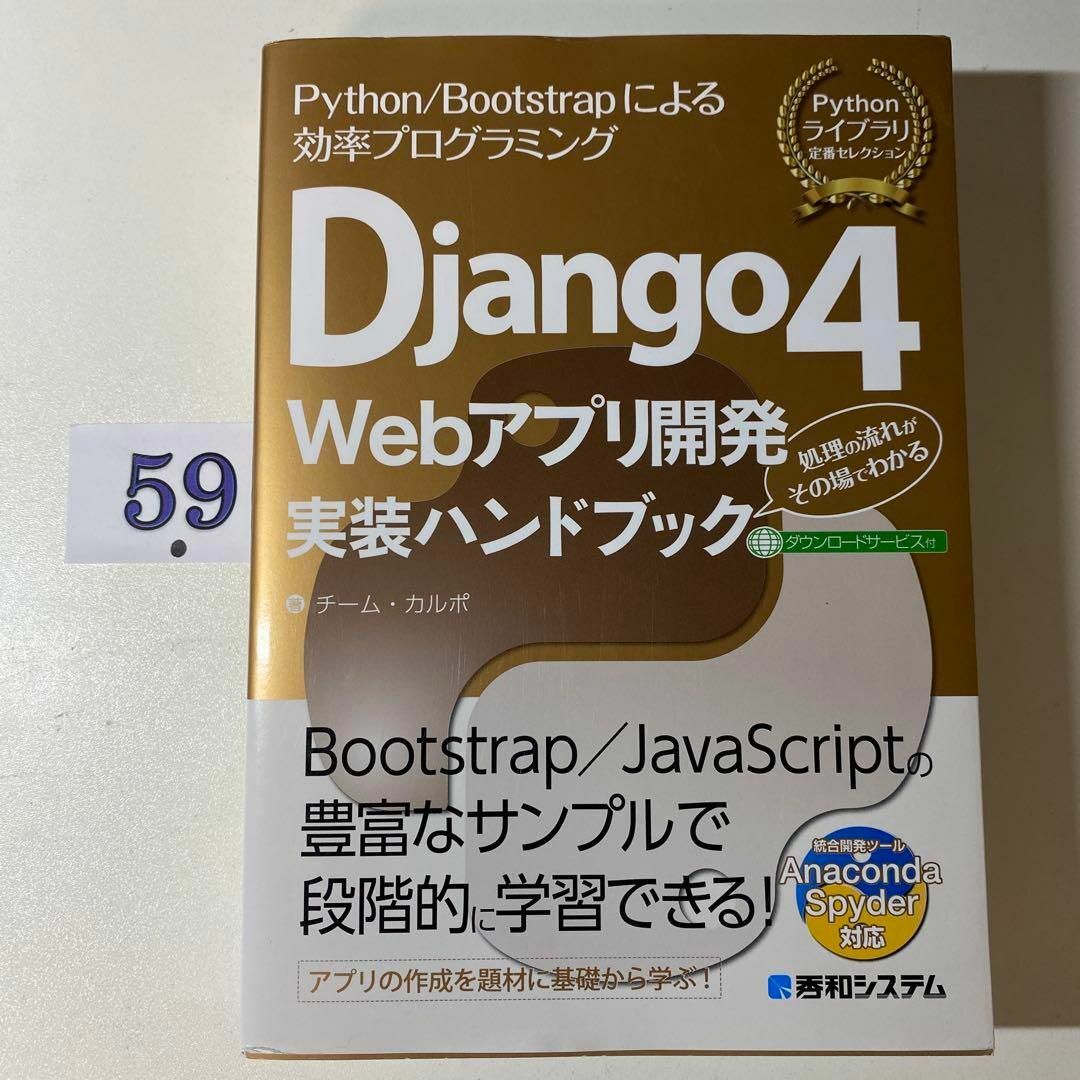 Python/Bootstrapによる
効率プログラミング
Python
ライブラリ
定番セレクション
Django4
Webアプリ開発
実装ハンドブック
処理の流れが
その場でわかる
ダウンロードサービス付
著 チーム・カルポ
59
Bootstrap/JavaScriptの
豊富なサンプルで
段階的に学習できる!
統合開発ツール
Anaconda
Spyder
対応
アプリの作成を題材に基礎から学ぶ!
秀和システム